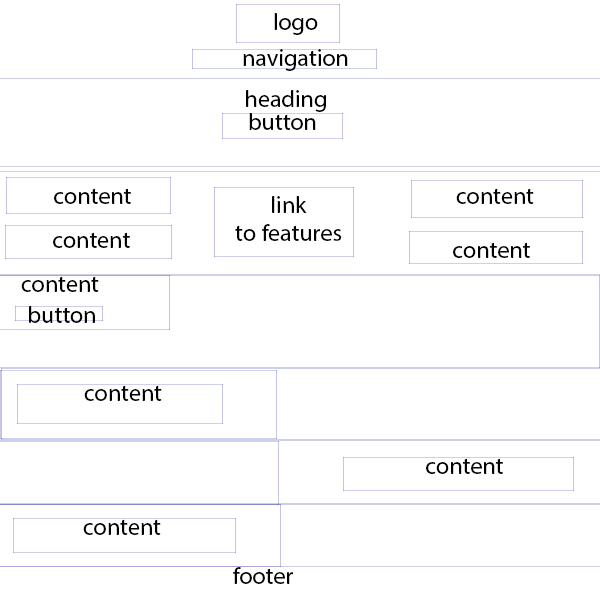 logo
navigation
heading
button
content
content
link
to features
content
content
content
button
content
content
content
footer